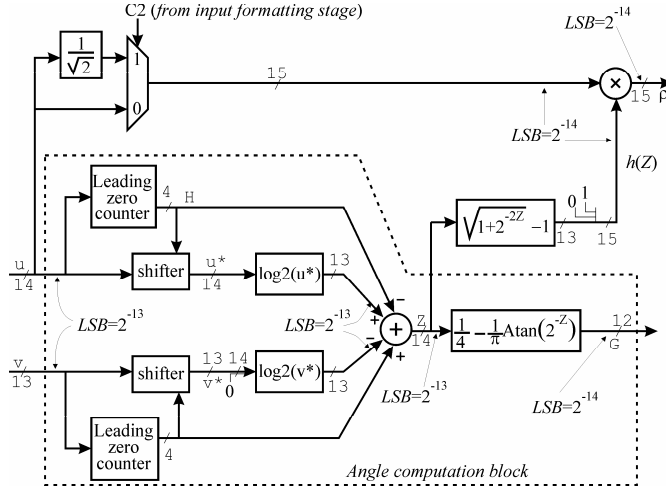 C2 (from input formatting stage)
LSB=2^-14
1
√2
1
0
15
×
15
ρ
LSB=2^-14
h(Z)
Leading
zero
counter
4
H
0
1
√1+2^-2Z −1
13
15
u
14
shifter
u*
14
log2(u*)
13
−
+
LSB=2^-13
LSB=2^-13
+
−
+
Z
14
1/4 − 1/π Atan(2^-Z)
12
G
v
13
shifter
13
14
v*
0
log2(v*)
13
LSB=2^-13
LSB=2^-14
Leading
zero
counter
4
Angle computation block